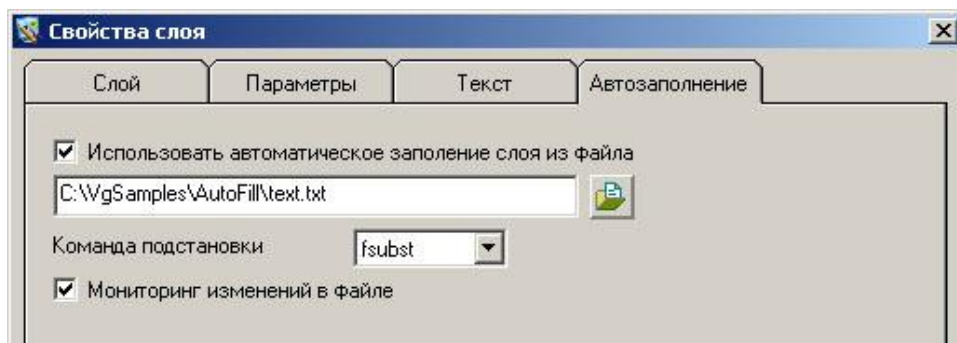 Свойства слоя
Слой Параметры Текст Автозаполнение
Использовать автоматическое заполение слоя из файла
C:\VgSamples\AutoFill\text.txt
Команда подстановки fsubst
Мониторинг изменений в файле